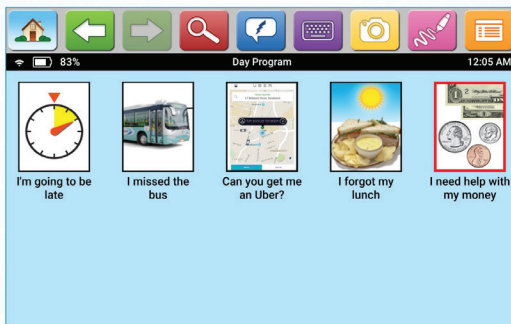 83%
Day Program
12:05 AM
I'm going to be
late
I missed the
bus
Can you get me
an Uber?
I forgot my
lunch
I need help with
my money